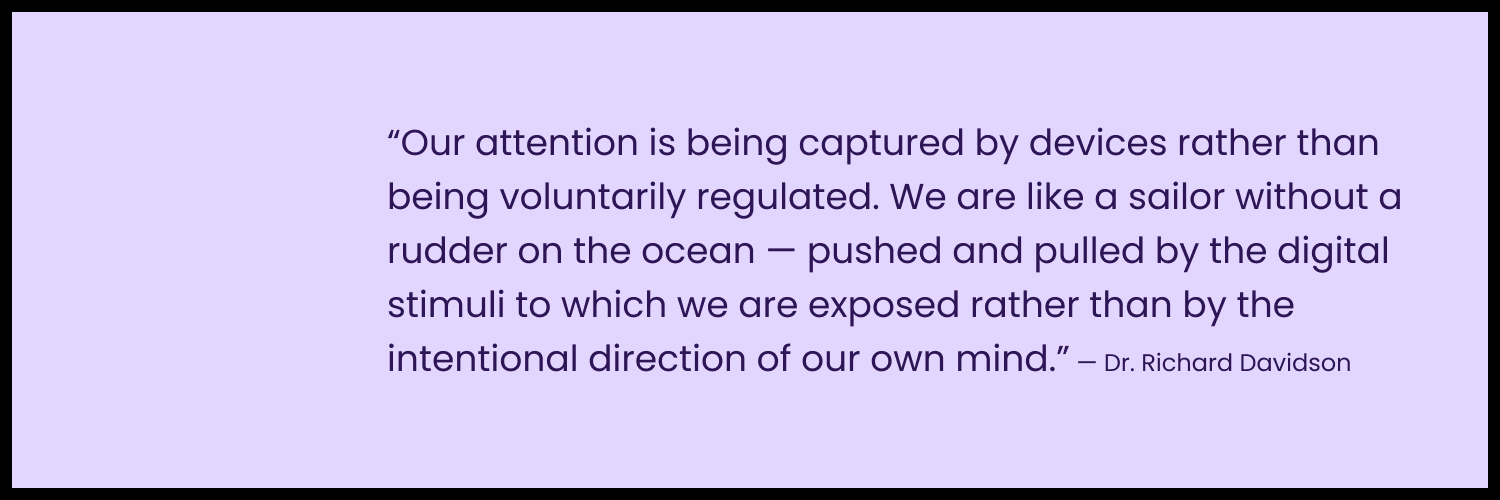 “Our attention is being captured by devices rather than
being voluntarily regulated. We are like a sailor without a
rudder on the ocean — pushed and pulled by the digital
stimuli to which we are exposed rather than by the
intentional direction of our own mind.” — Dr. Richard Davidson